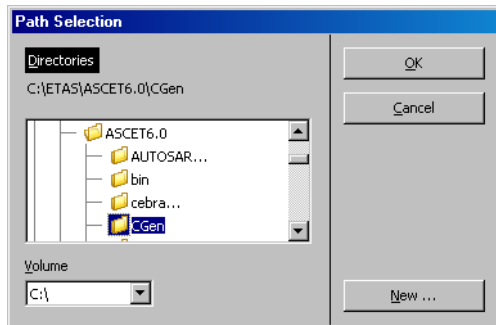 Path Selection
Directories
C:\ETAS\ASCET6.0\CGen
ASCET6.0
AUTOSAR...
bin
cebra...
CGen
Volume
C:\
OK
Cancel
New ...